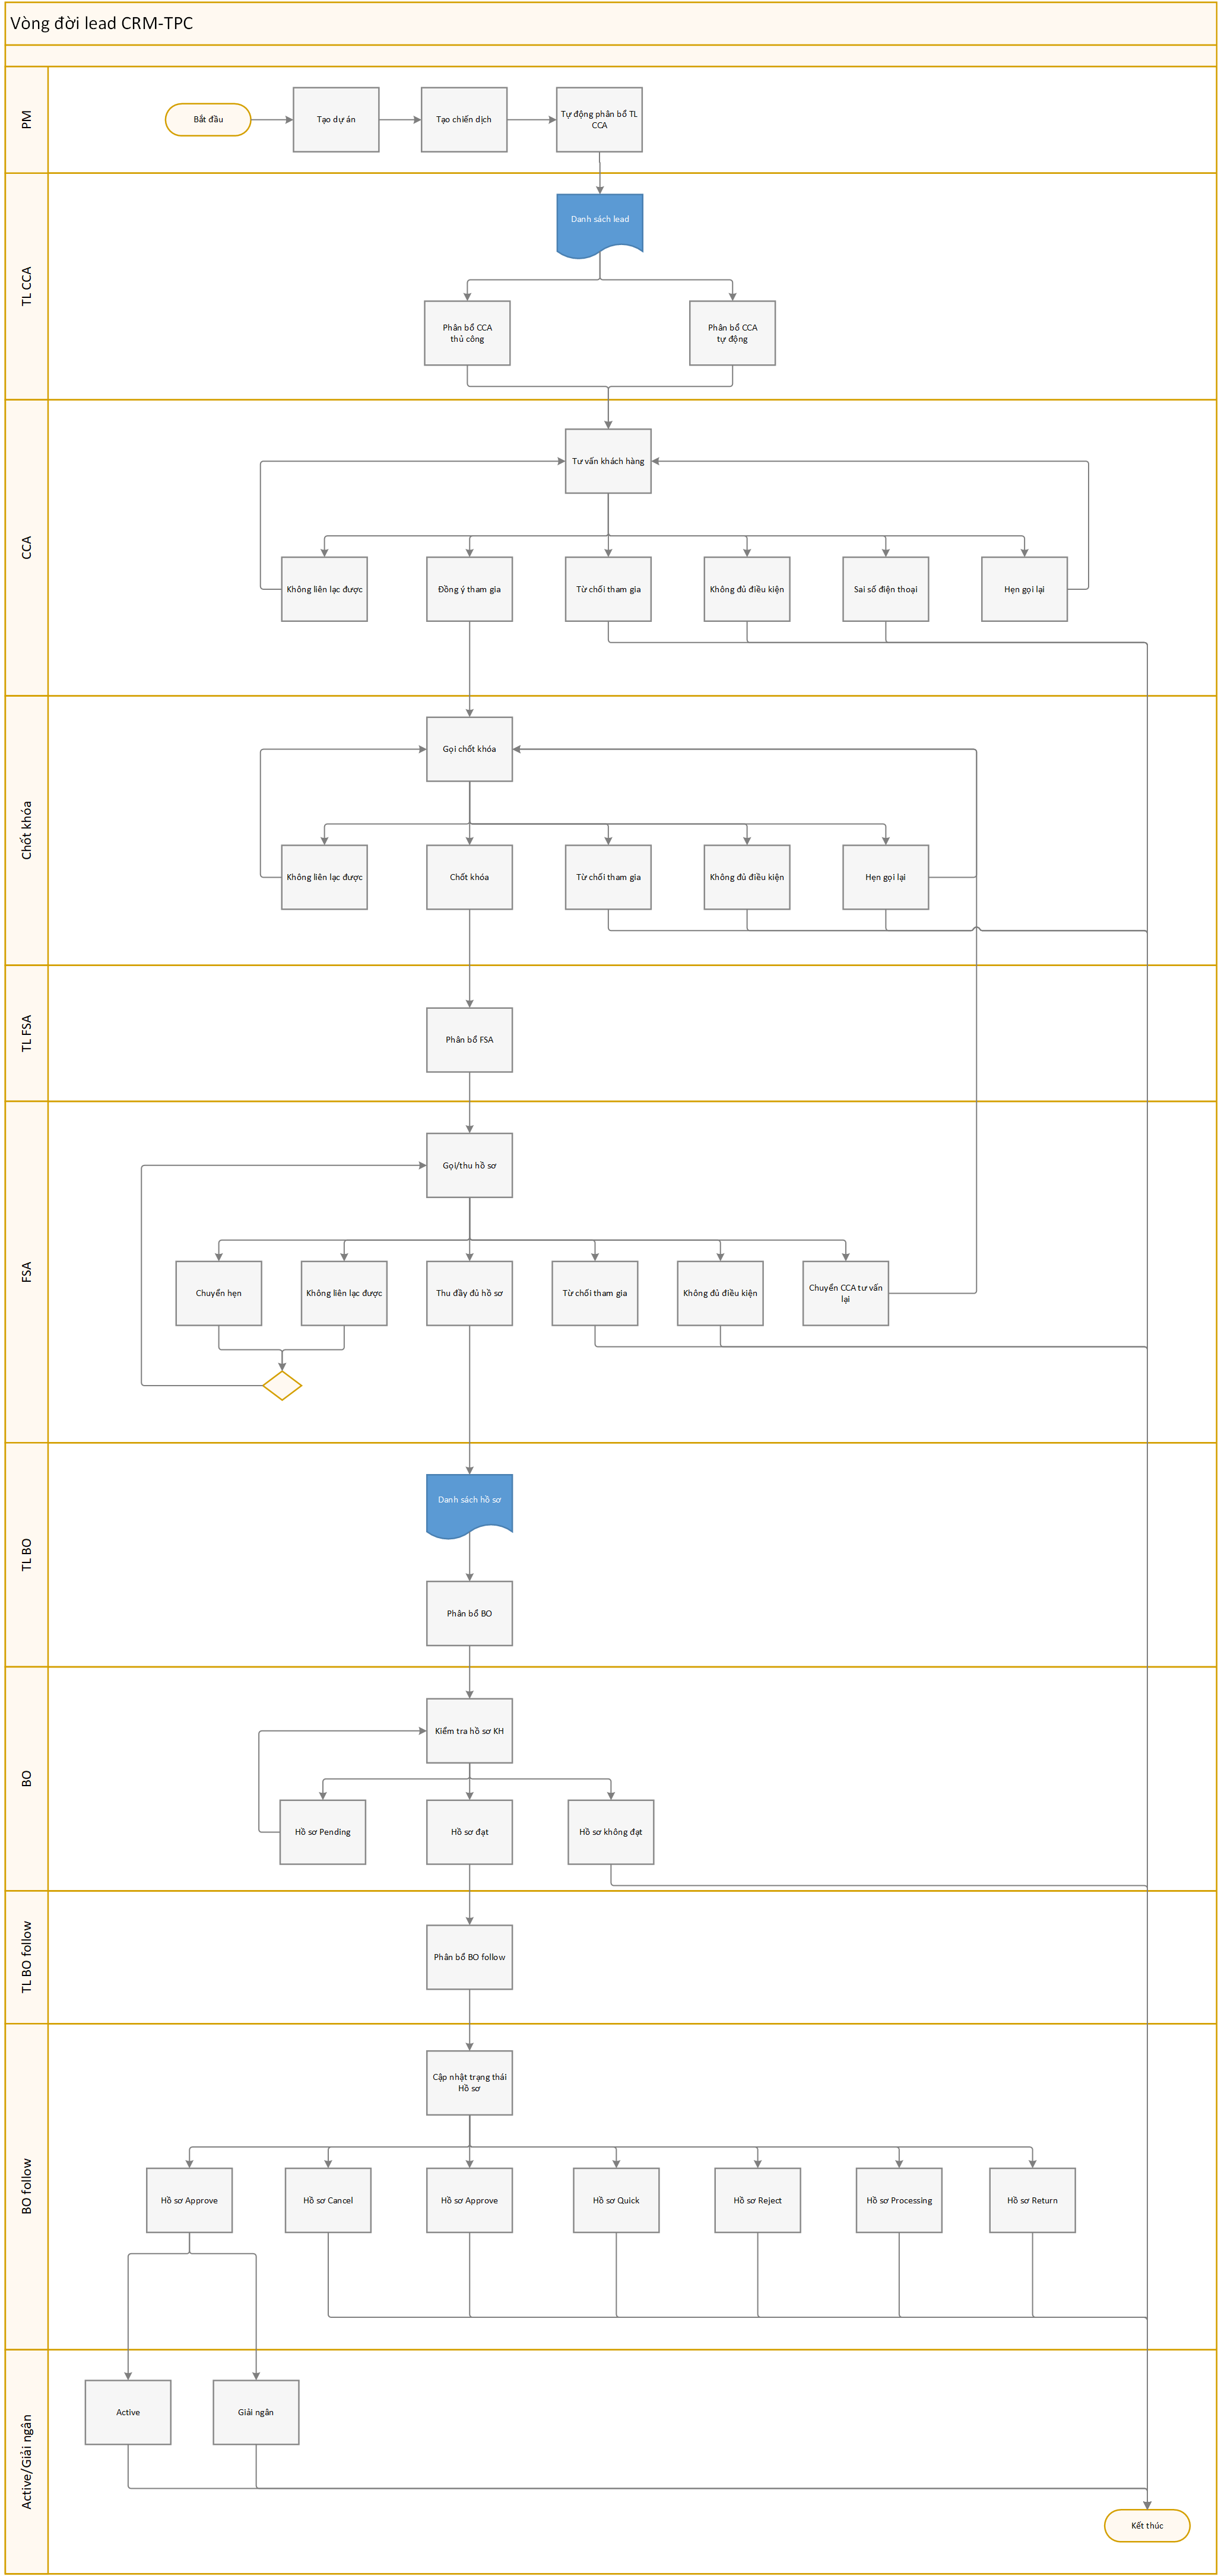 Vòng đời lead CRM-TPC
PM
Bắt đầu
Tạo dự án
Tạo chiến dịch
Tự động phân bổ TL
CCA
TL CCA
Danh sách lead
Phân bổ CCA
thủ công
Phân bổ CCA
tự động
CCA
Tư vấn khách hàng
Không liên lạc được
Đồng ý tham gia
Từ chối tham gia
Không đủ điều kiện
Sai số điện thoại
Hẹn gọi lại
Chốt khóa
Gọi chốt khóa
Không liên lạc được
Chốt khóa
Từ chối tham gia
Không đủ điều kiện
Hẹn gọi lại
TL FSA
Phân bổ FSA
FSA
Gọi/thu hồ sơ
Chuyển hẹn
Không liên lạc được
Thu đầy đủ hồ sơ
Từ chối tham gia
Không đủ điều kiện
Chuyển CCA tư vấn
lại
TL BO
Danh sách hồ sơ
Phân bổ BO
BO
Kiểm tra hồ sơ KH
Hồ sơ Pending
Hồ sơ đạt
Hồ sơ không đạt
TL BO follow
Phân bổ BO follow
BO follow
Cập nhật trạng thái
Hồ sơ
Hồ sơ Approve
Hồ sơ Cancel
Hồ sơ Approve
Hồ sơ Quick
Hồ sơ Reject
Hồ sơ Processing
Hồ sơ Return
Active/Giải ngân
Active
Giải ngân
Kết thúc